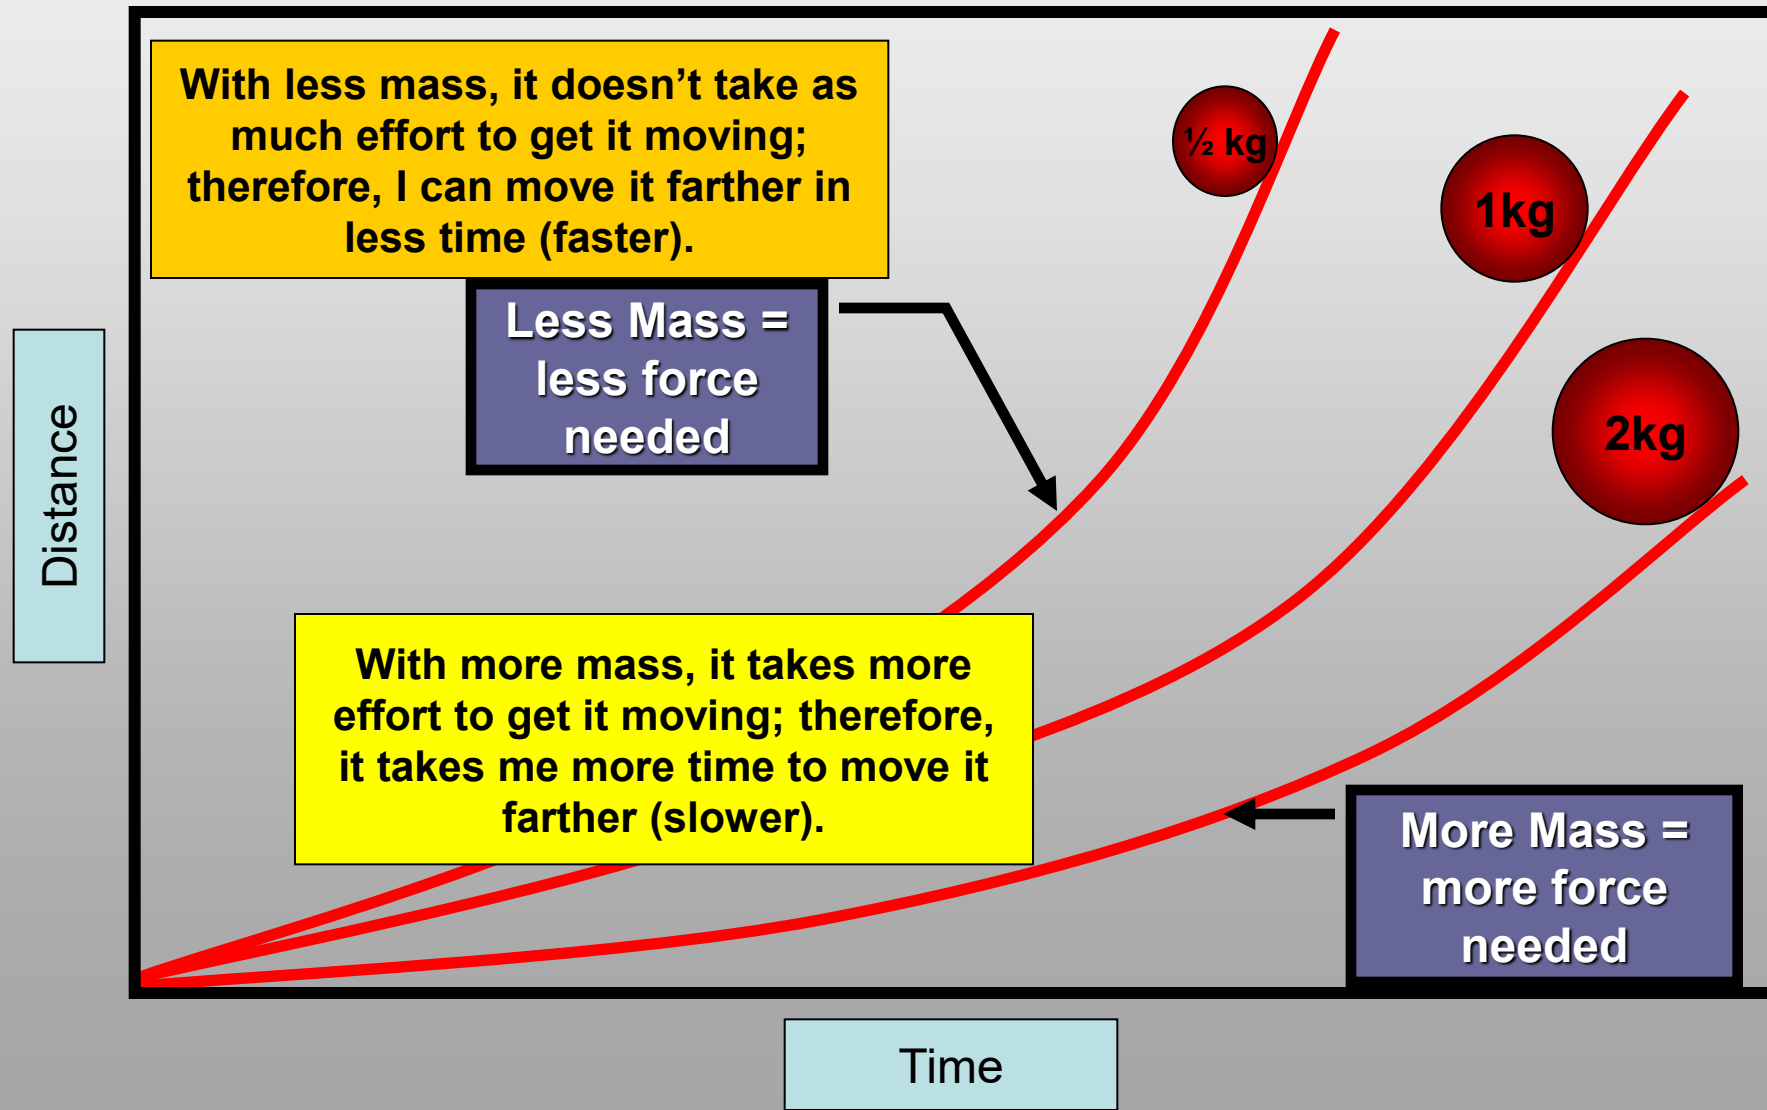 With less mass, it doesn’t take as
much effort to get it moving;
therefore, I can move it farther in
less time (faster).
½ kg
1kg
Less Mass =
less force
needed
2kg
Distance
With more mass, it takes more
effort to get it moving; therefore,
it takes me more time to move it
farther (slower).
More Mass =
more force
needed
Time